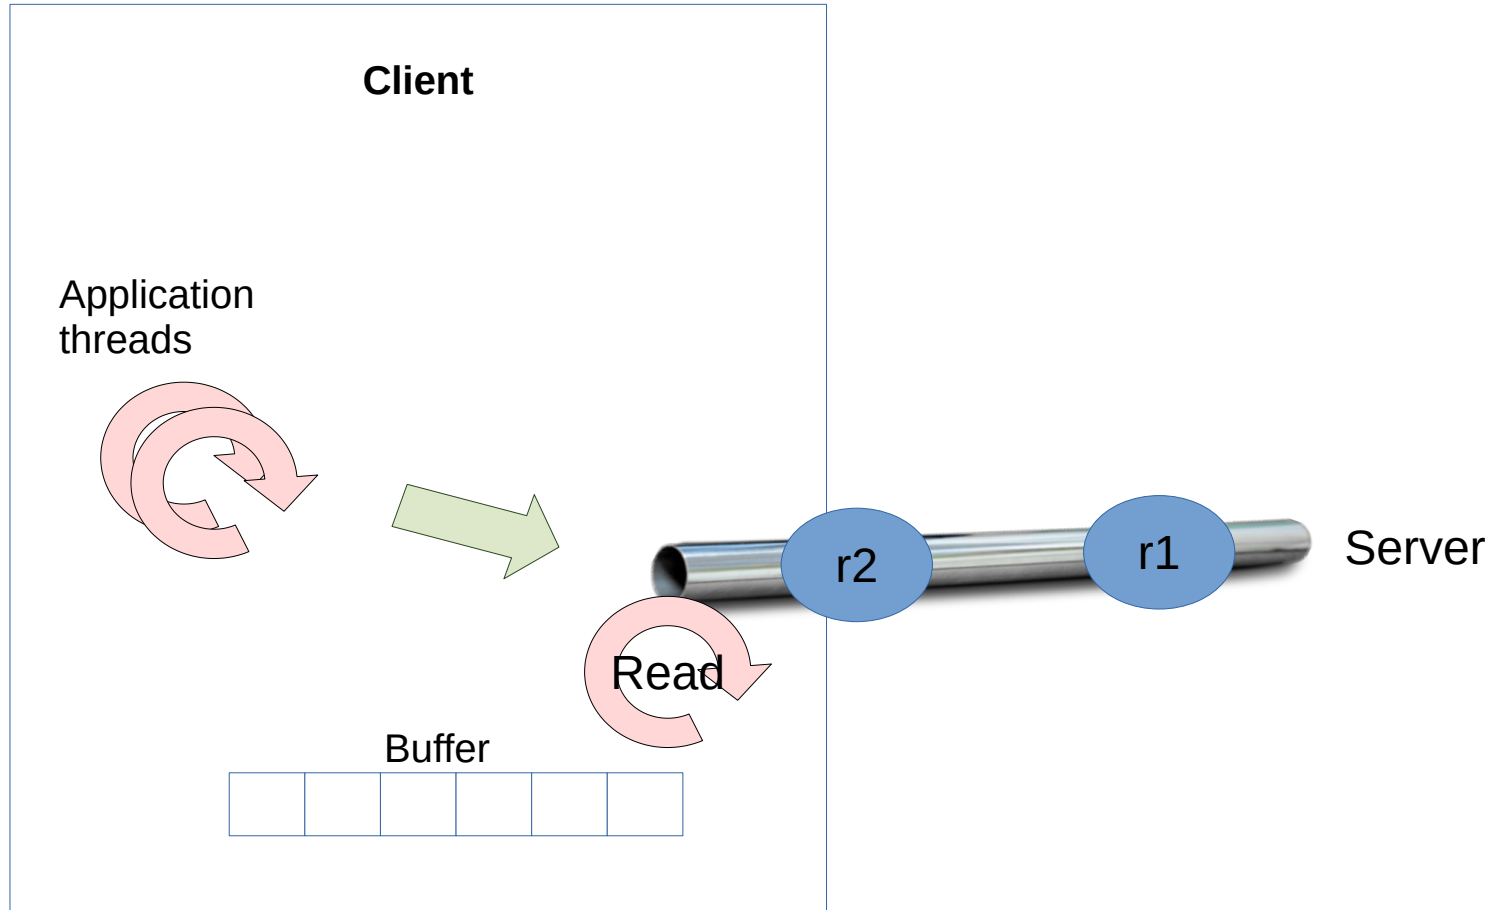 Client
Application
threads
r2
r1
Server
Read
Buffer